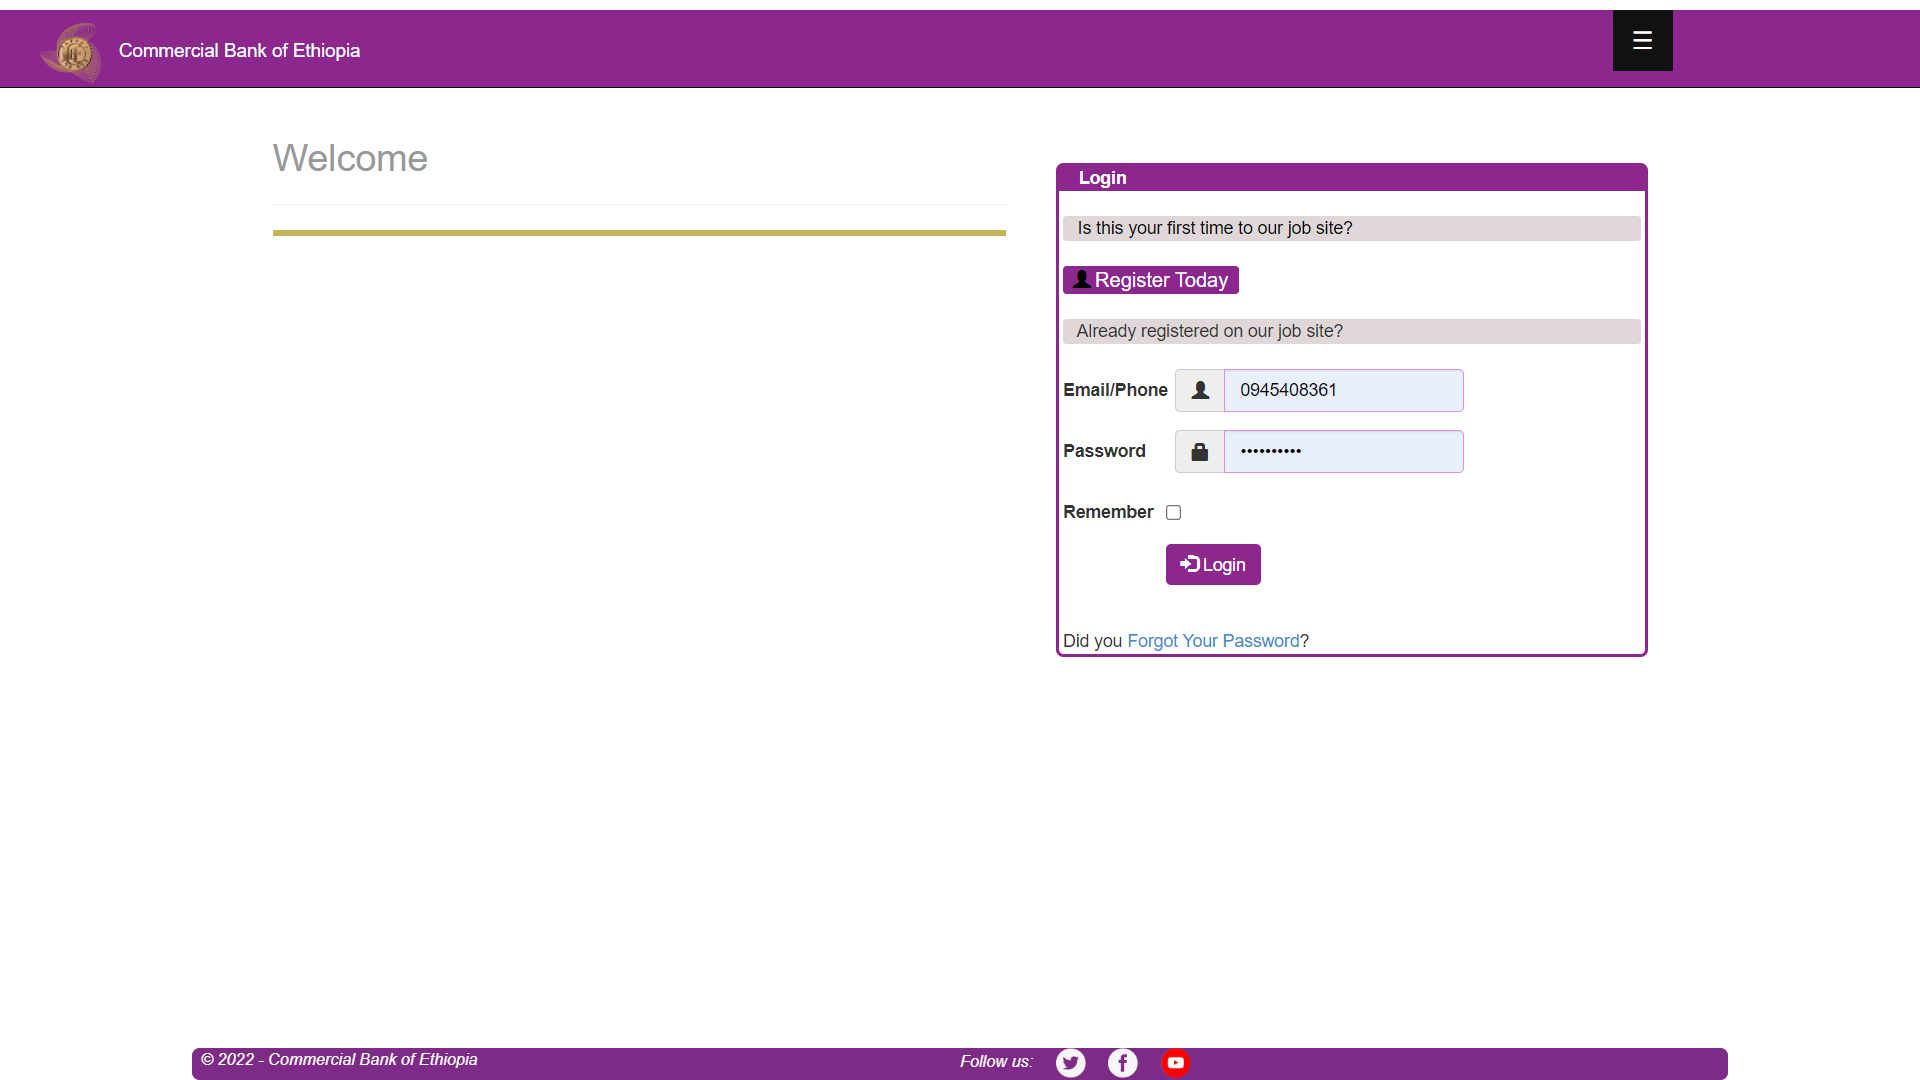 Commercial Bank of Ethiopia
☰
Welcome
Login
Is this your first time to our job site?
Register Today
Already registered on our job site?
Email/Phone 0945408361
Password ••••••••••
Remember
Login
Did you Forgot Your Password?
© 2022 - Commercial Bank of Ethiopia
Follow us: